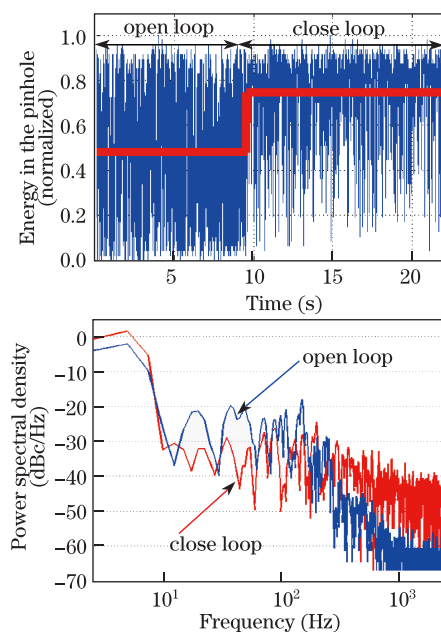 open loop
close loop
Energy in the pinhole
(normalized)
1.0
0.8
0.6
0.4
0.2
0.0
5
10
15
20
Time (s)
Power spectral density
(dBc/Hz)
0
−10
−20
−30
−40
−50
−60
−70
open loop
close loop
10¹
10²
10³
Frequency (Hz)